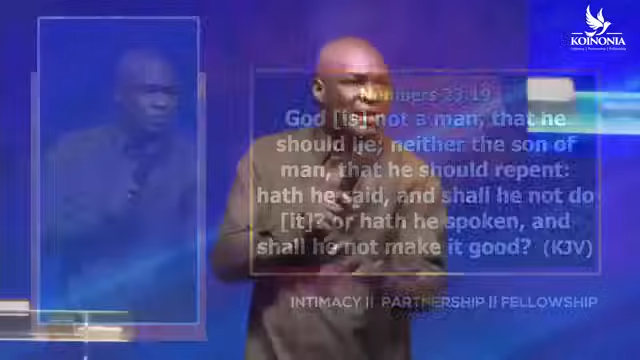 KOINONIA
Numbers 23:19
God [is] not a man, that he
should lie; neither the son of
man, that he should repent:
hath he said, and shall he not do
[it]? or hath he spoken, and
shall he not make it good? (KJV)
INTIMACY || PARTNERSHIP || FELLOWSHIP